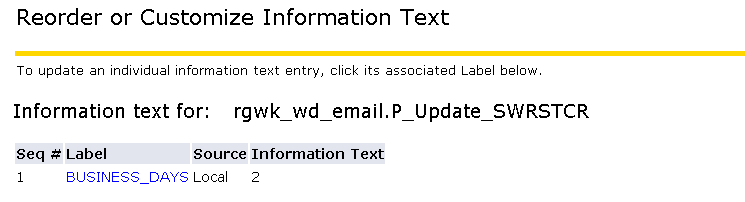 Reorder or Customize Information Text
To update an individual information text entry, click its associated Label below.
Information text for: rgwk_wd_email.P_Update_SWRSTCR
Seq # Label Source Information Text
1 BUSINESS_DAYS Local 2